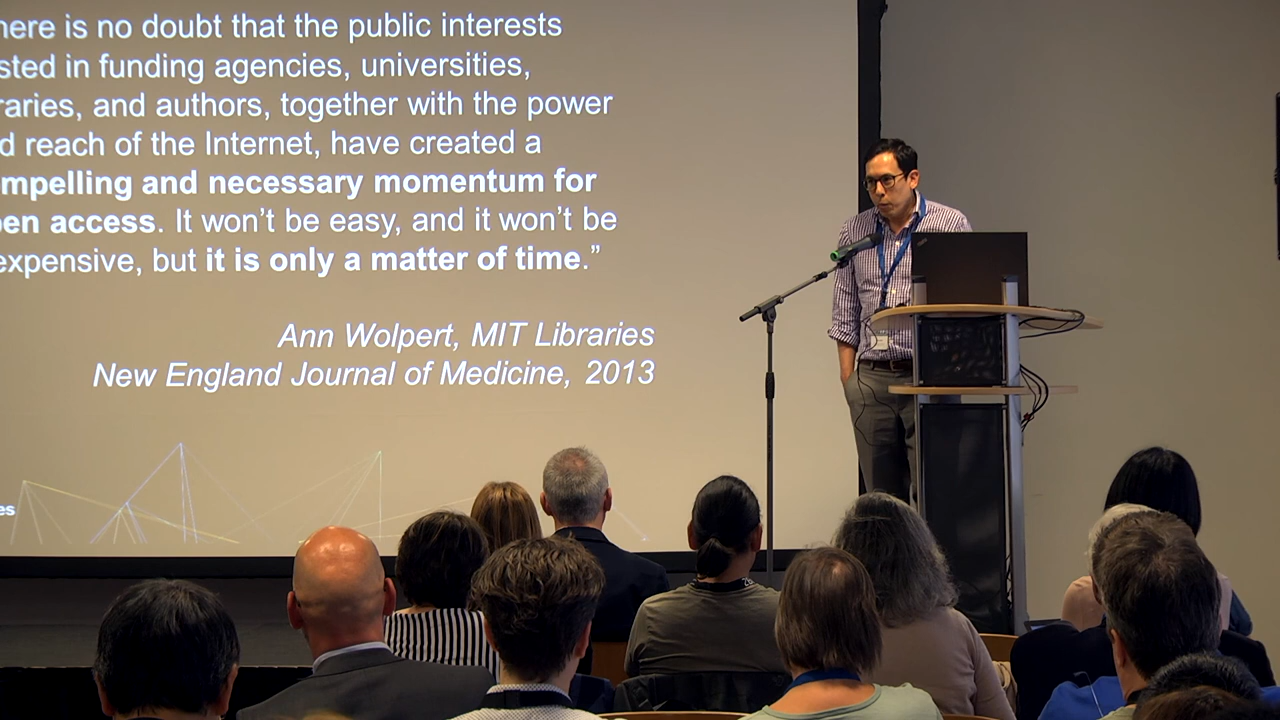 here is no doubt that the public interests
sted in funding agencies, universities,
raries, and authors, together with the power
d reach of the Internet, have created a
mpelling and necessary momentum for
pen access. It won’t be easy, and it won’t be
expensive, but it is only a matter of time.”
Ann Wolpert, MIT Libraries
New England Journal of Medicine, 2013
es